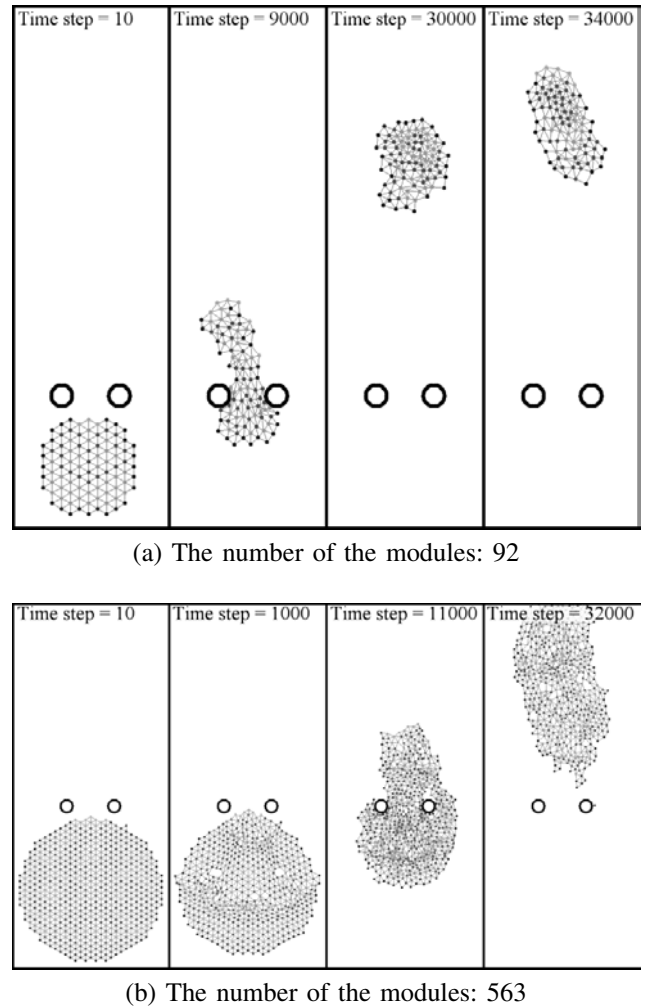 Time step = 10 Time step = 9000 Time step = 30000 Time step = 34000
(a) The number of the modules: 92
Time step = 10 Time step = 1000 Time step = 11000 Time step = 32000
(b) The number of the modules: 563